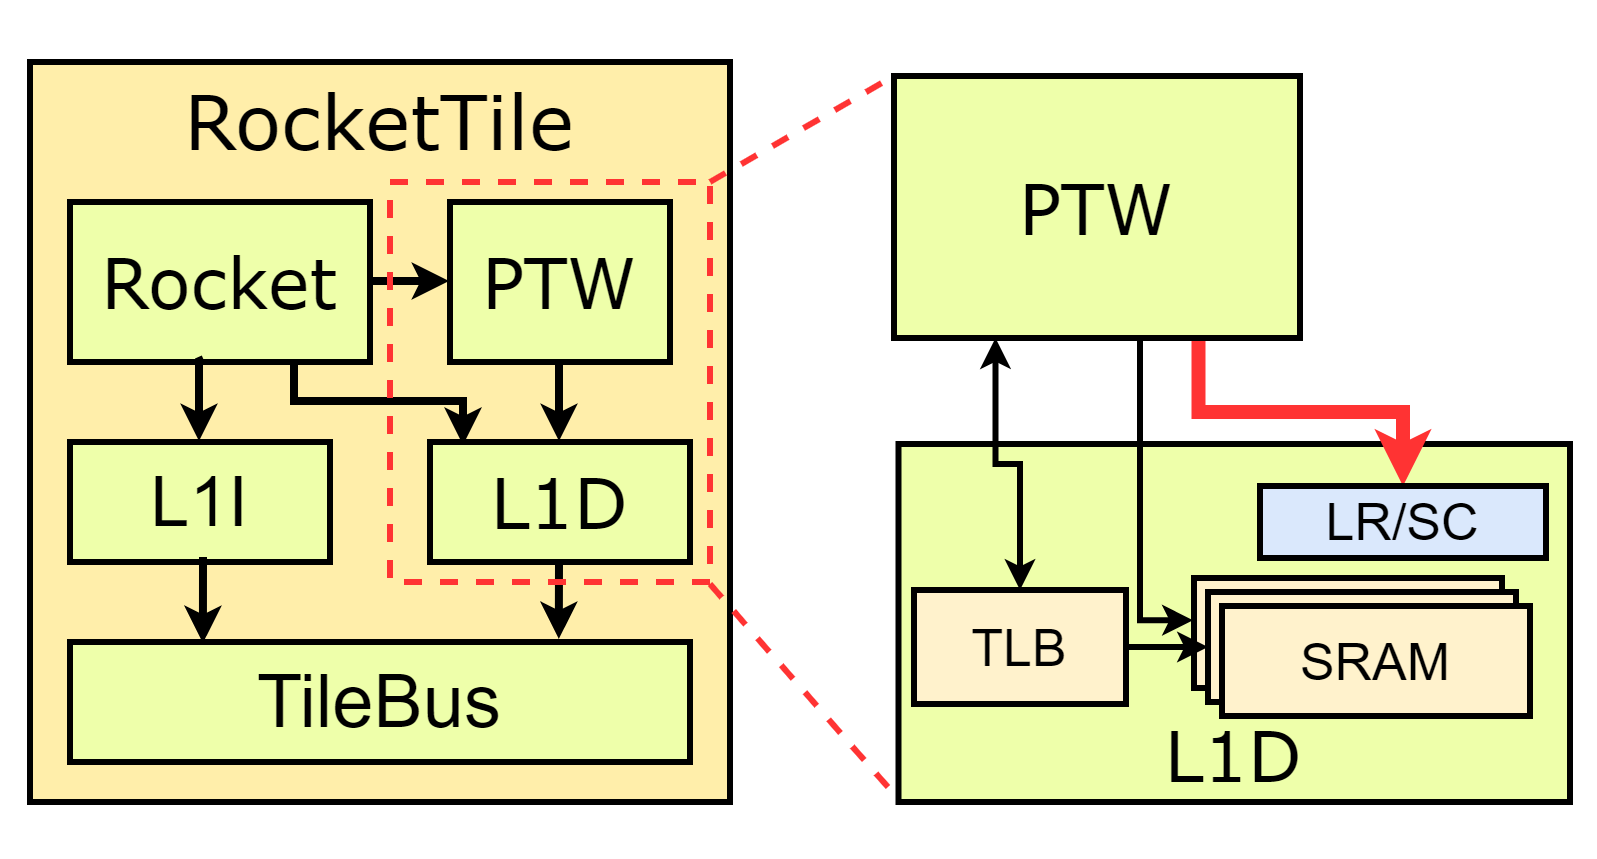 RocketTile
Rocket
PTW
L1I
L1D
TileBus
PTW
LR/SC
TLB
SRAM
L1D